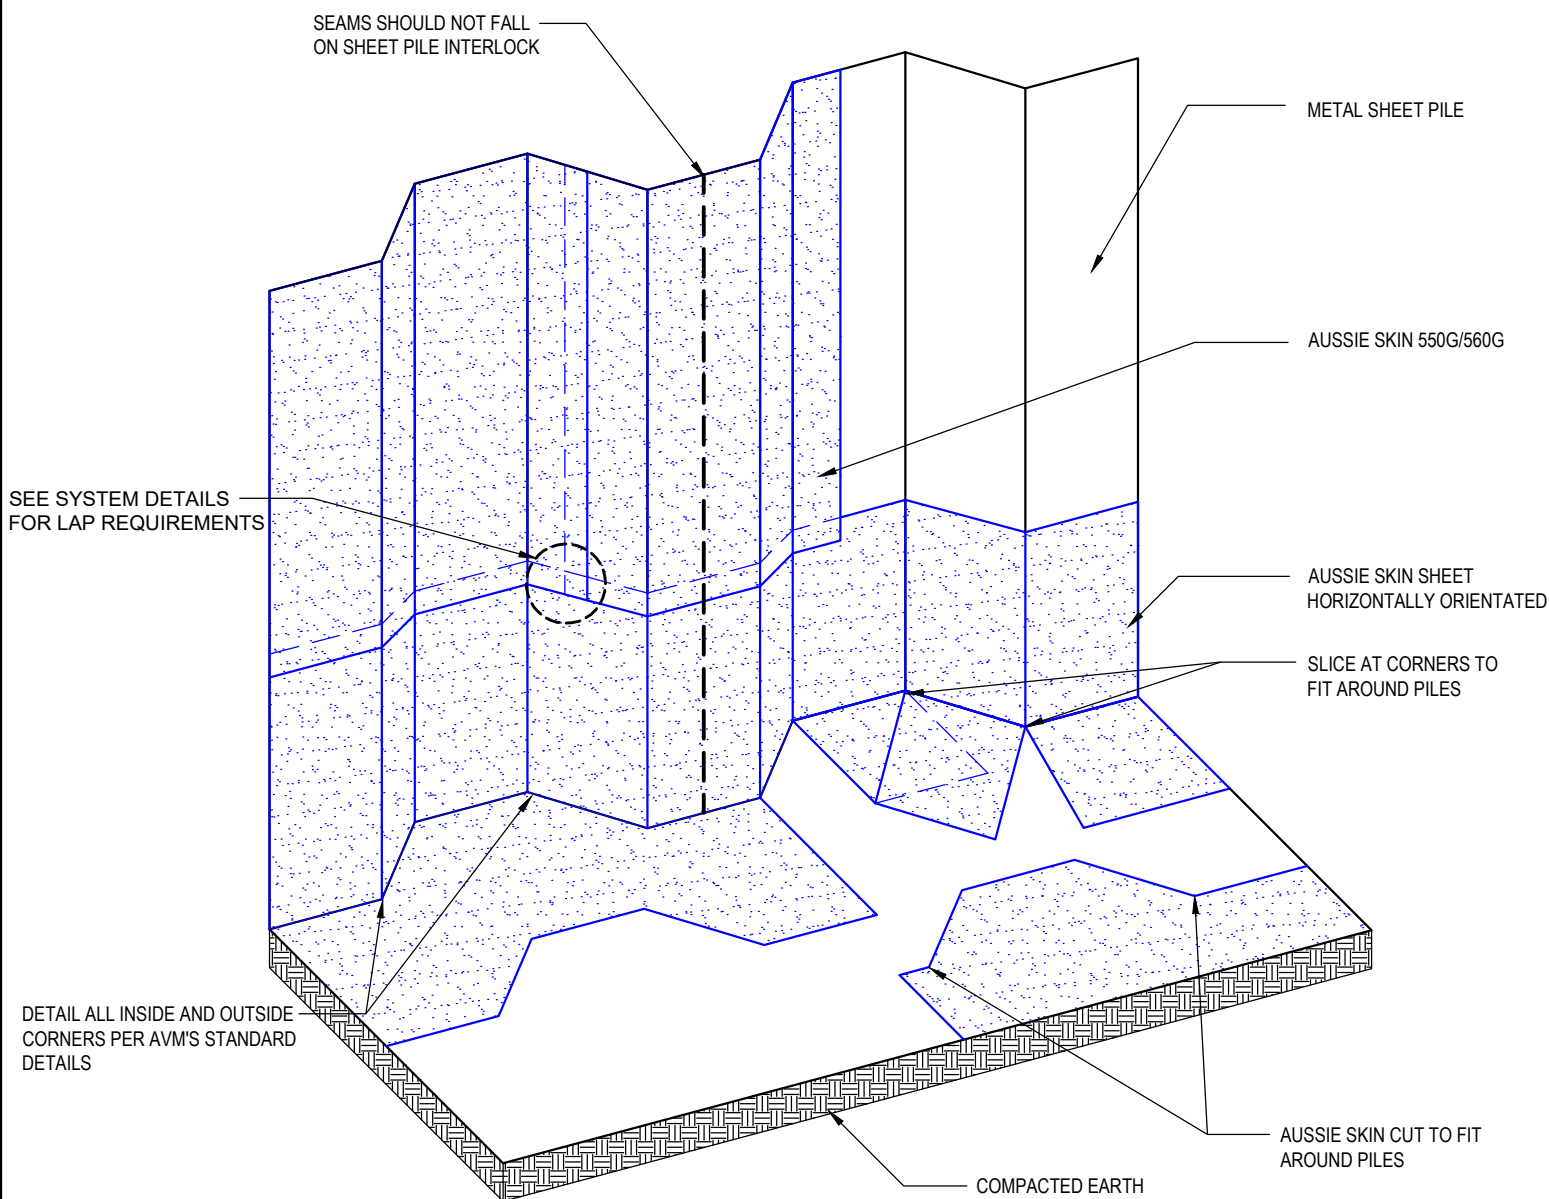 SEAMS SHOULD NOT FALL
ON SHEET PILE INTERLOCK
METAL SHEET PILE
AUSSIE SKIN 550G/560G
SEE SYSTEM DETAILS
FOR LAP REQUIREMENTS
AUSSIE SKIN SHEET
HORIZONTALLY ORIENTATED
SLICE AT CORNERS TO
FIT AROUND PILES
DETAIL ALL INSIDE AND OUTSIDE
CORNERS PER AVM'S STANDARD
DETAILS
AUSSIE SKIN CUT TO FIT
AROUND PILES
COMPACTED EARTH